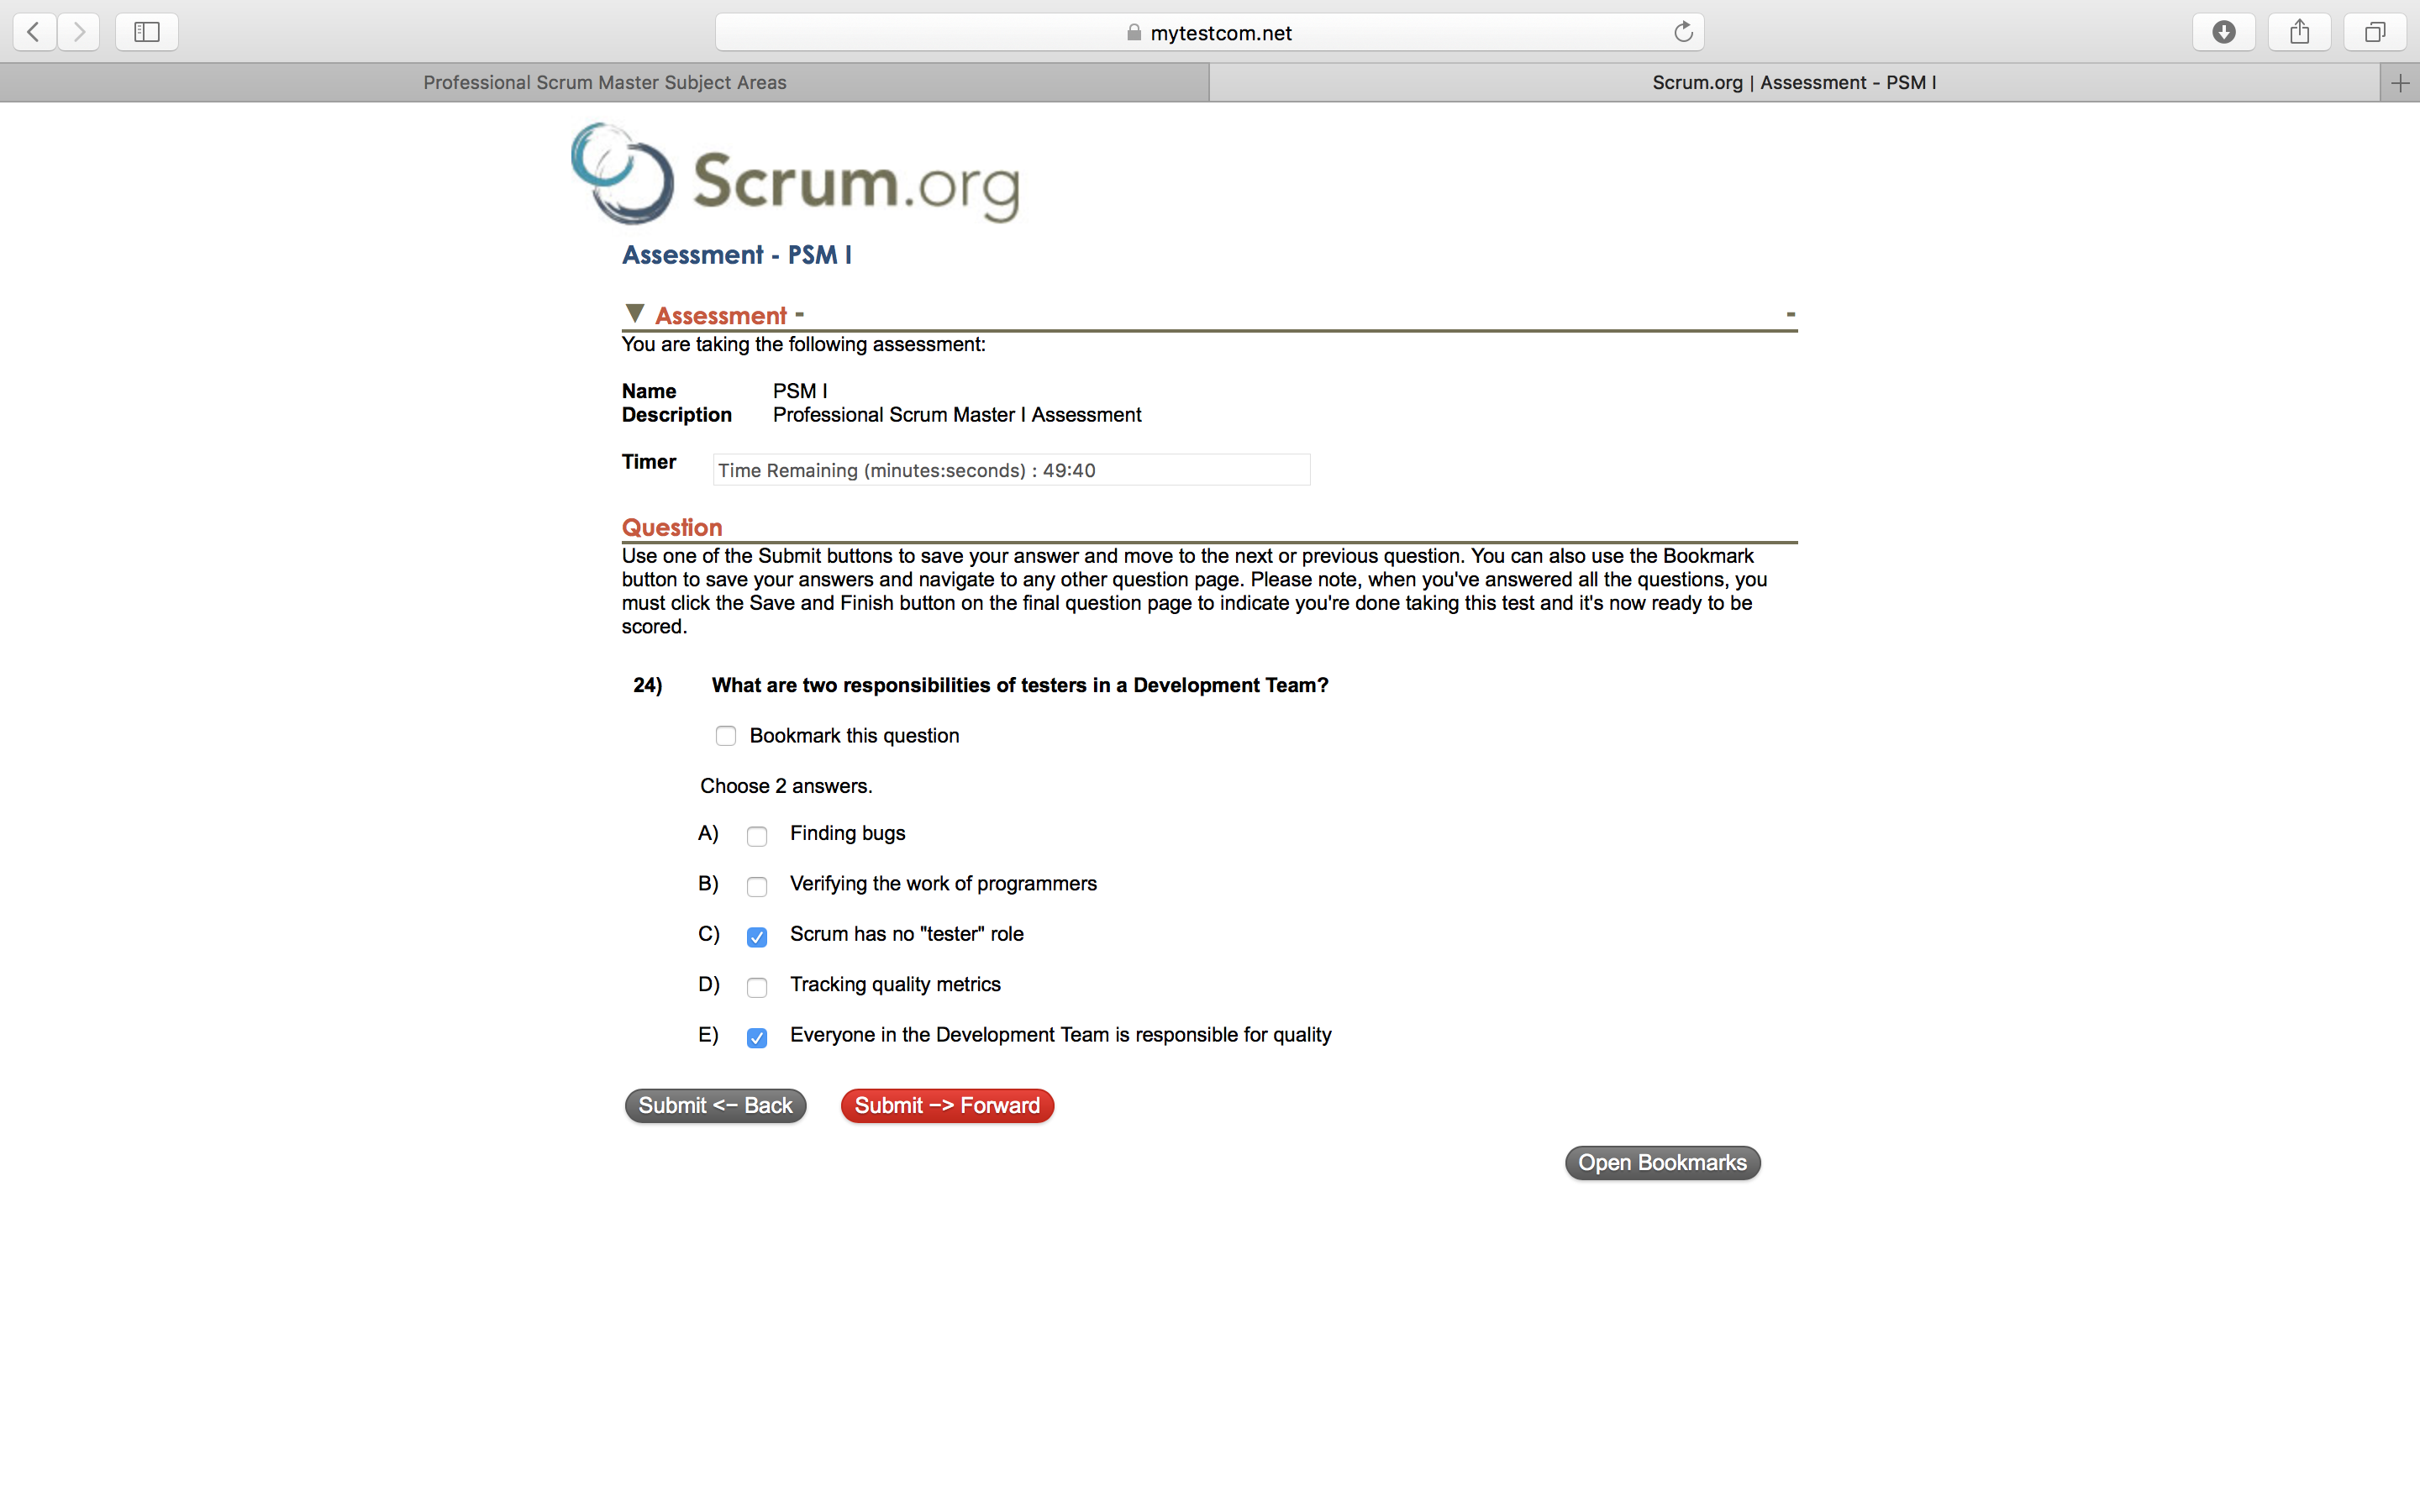 mytestcom.net
Professional Scrum Master Subject Areas
Scrum.org | Assessment - PSM I
Scrum.org
Assessment - PSM I
▼ Assessment - -
You are taking the following assessment:
Name PSM I
Description Professional Scrum Master I Assessment
Timer Time Remaining (minutes:seconds) : 49:40
Question
Use one of the Submit buttons to save your answer and move to the next or previous question. You can also use the Bookmark
button to save your answers and navigate to any other question page. Please note, when you've answered all the questions, you
must click the Save and Finish button on the final question page to indicate you're done taking this test and it's now ready to be
scored.
24) What are two responsibilities of testers in a Development Team?
Bookmark this question
Choose 2 answers.
A) Finding bugs
B) Verifying the work of programmers
C) Scrum has no "tester" role
D) Tracking quality metrics
E) Everyone in the Development Team is responsible for quality
Submit <− Back Submit −> Forward
Open Bookmarks